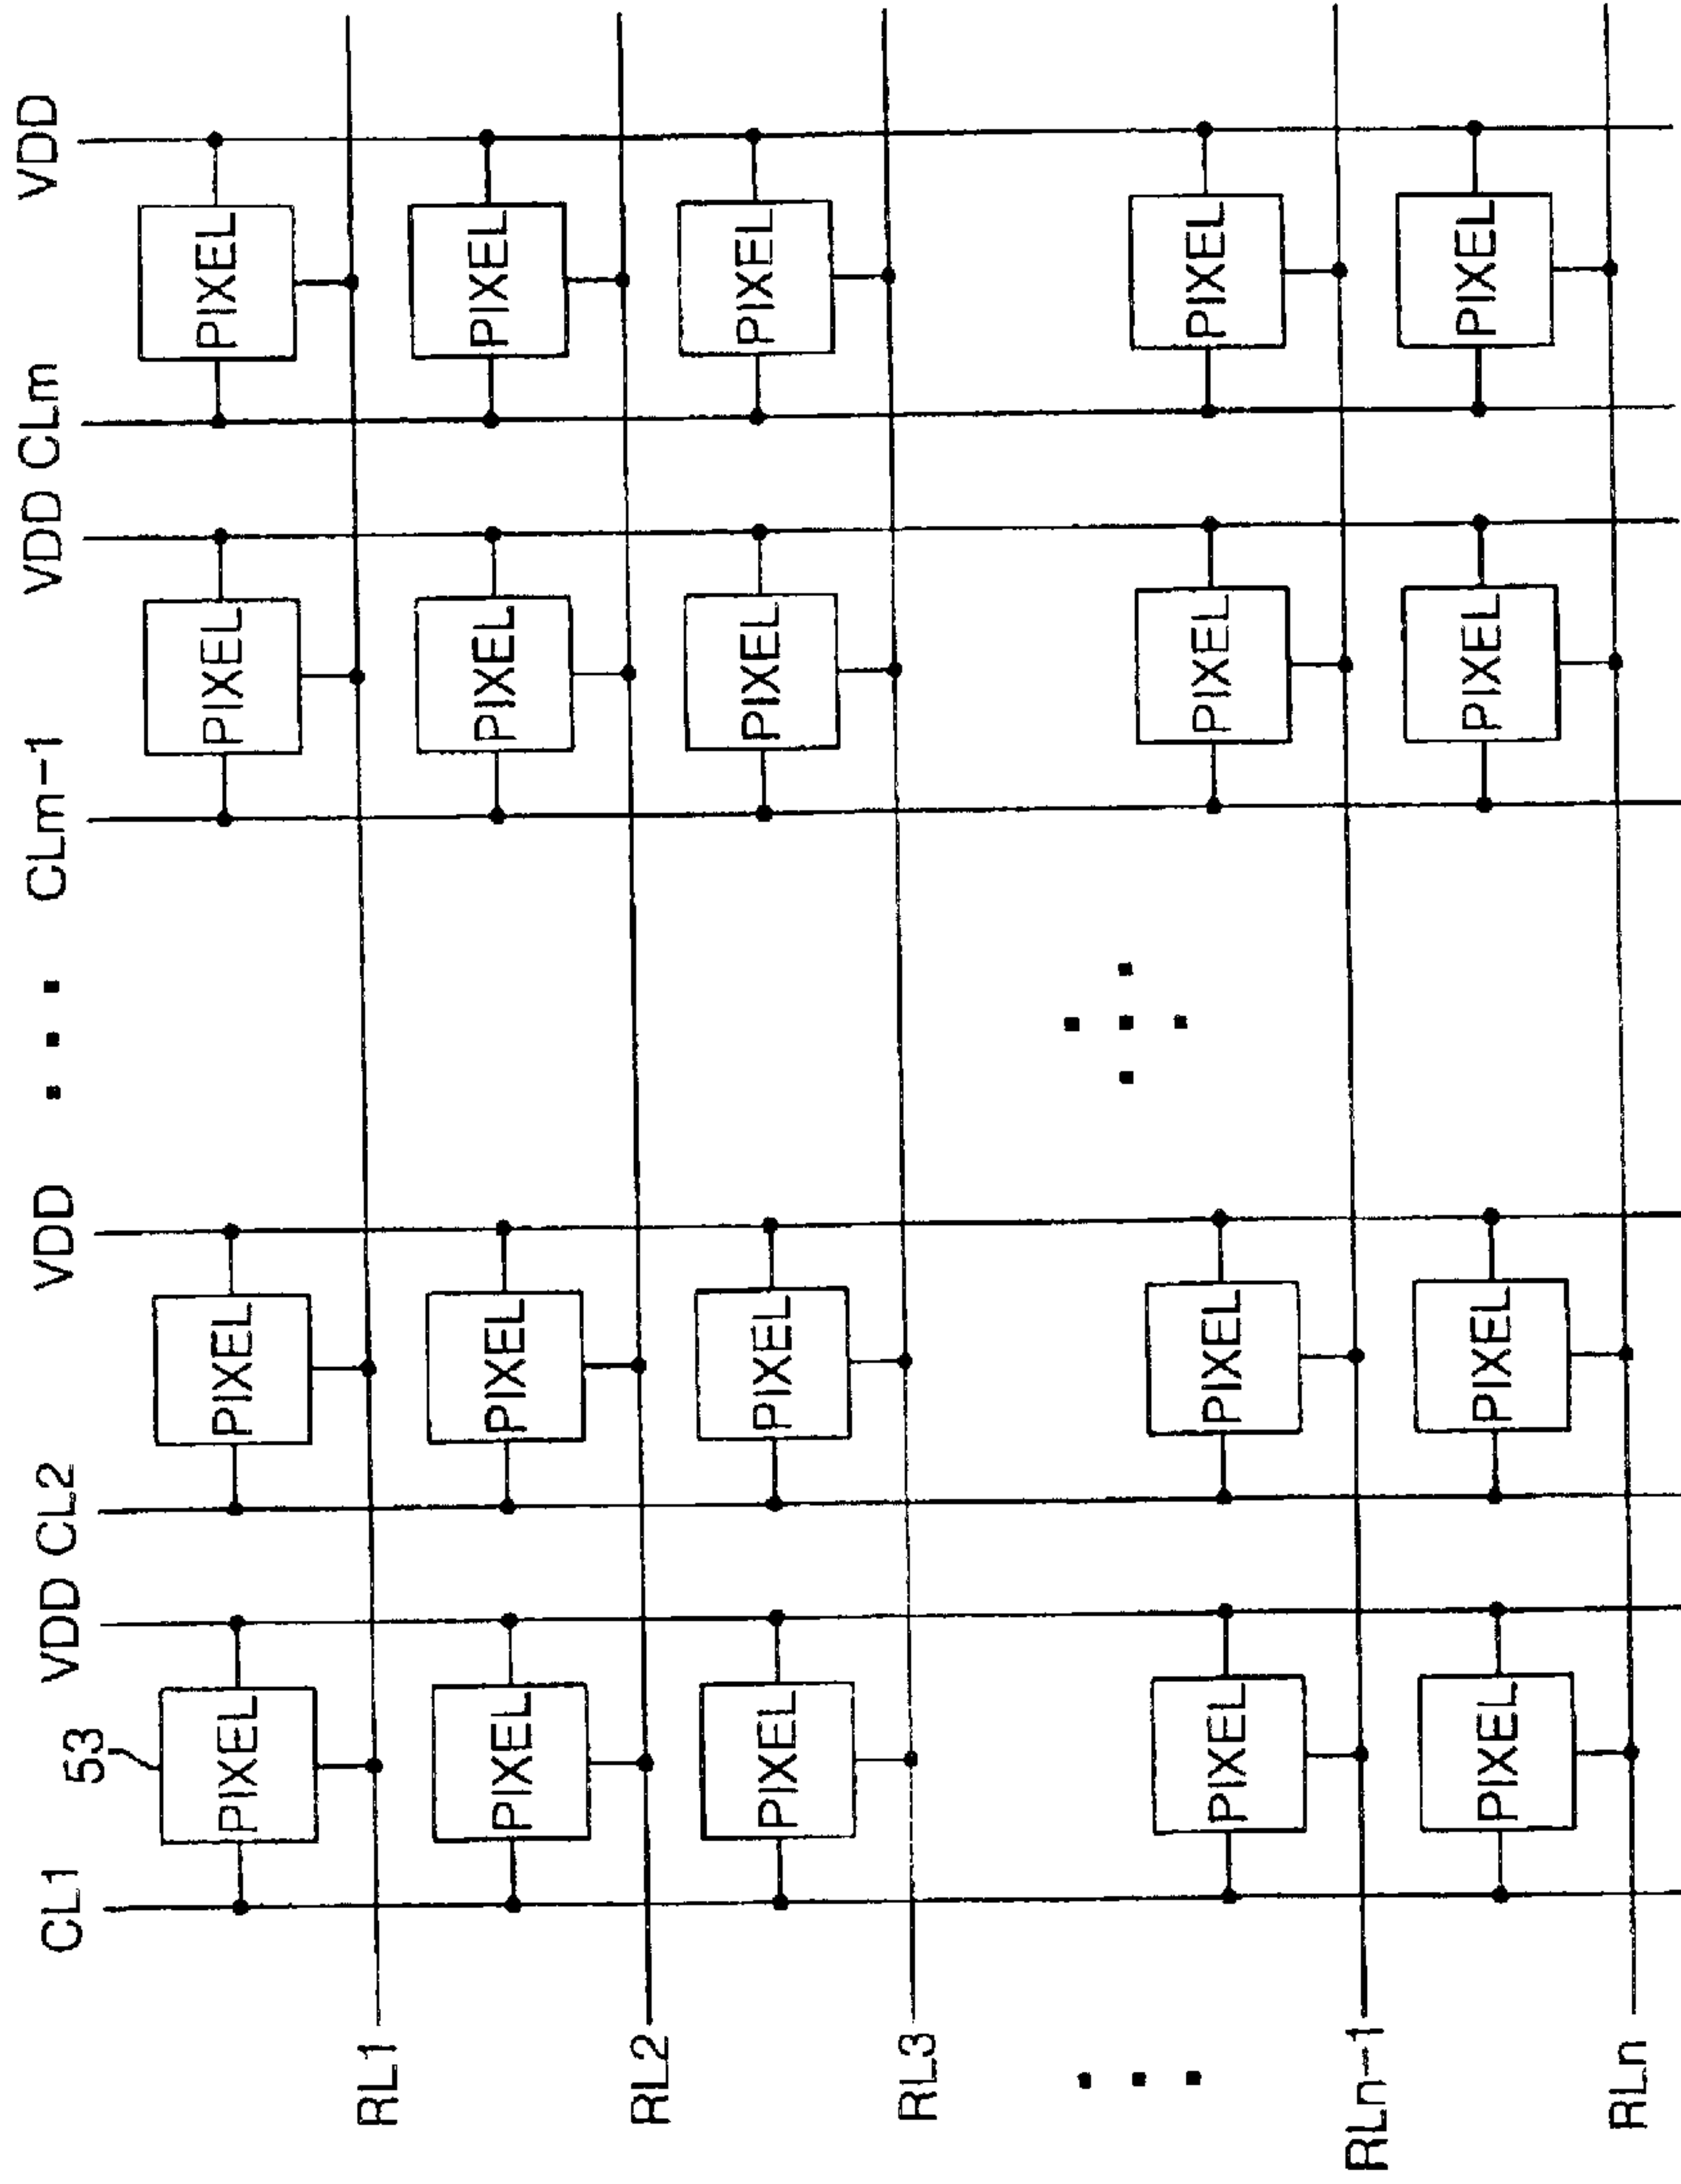 CL1 VDD CL2 VDD CLm-1 VDD CLm VDD
53
RL1 PIXEL PIXEL PIXEL PIXEL
RL2 PIXEL PIXEL PIXEL PIXEL
RL3 PIXEL PIXEL PIXEL PIXEL
RLn-1 PIXEL PIXEL PIXEL PIXEL
RLn PIXEL PIXEL PIXEL PIXEL